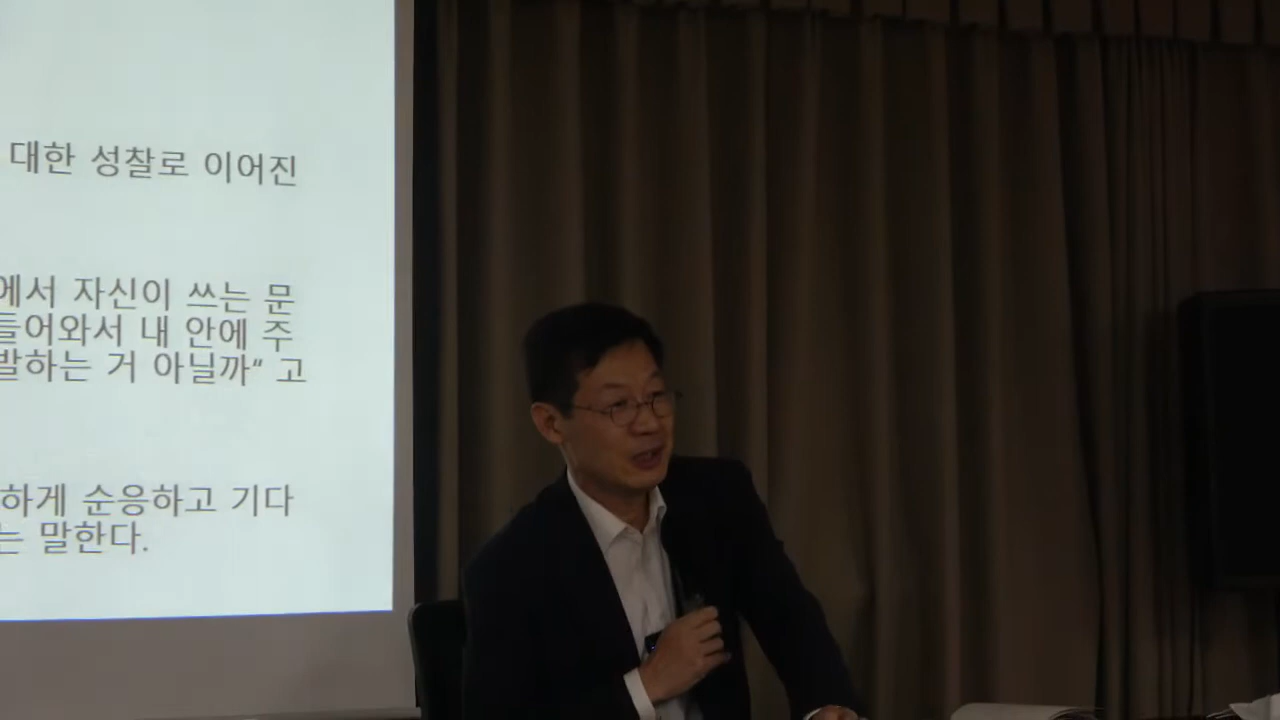 대한 성찰로 이어진
에서 자신이 쓰는 문
들어와서 내 안에 주
발하는 거 아닐까“ 고
하게 순응하고 기다
는 말한다.